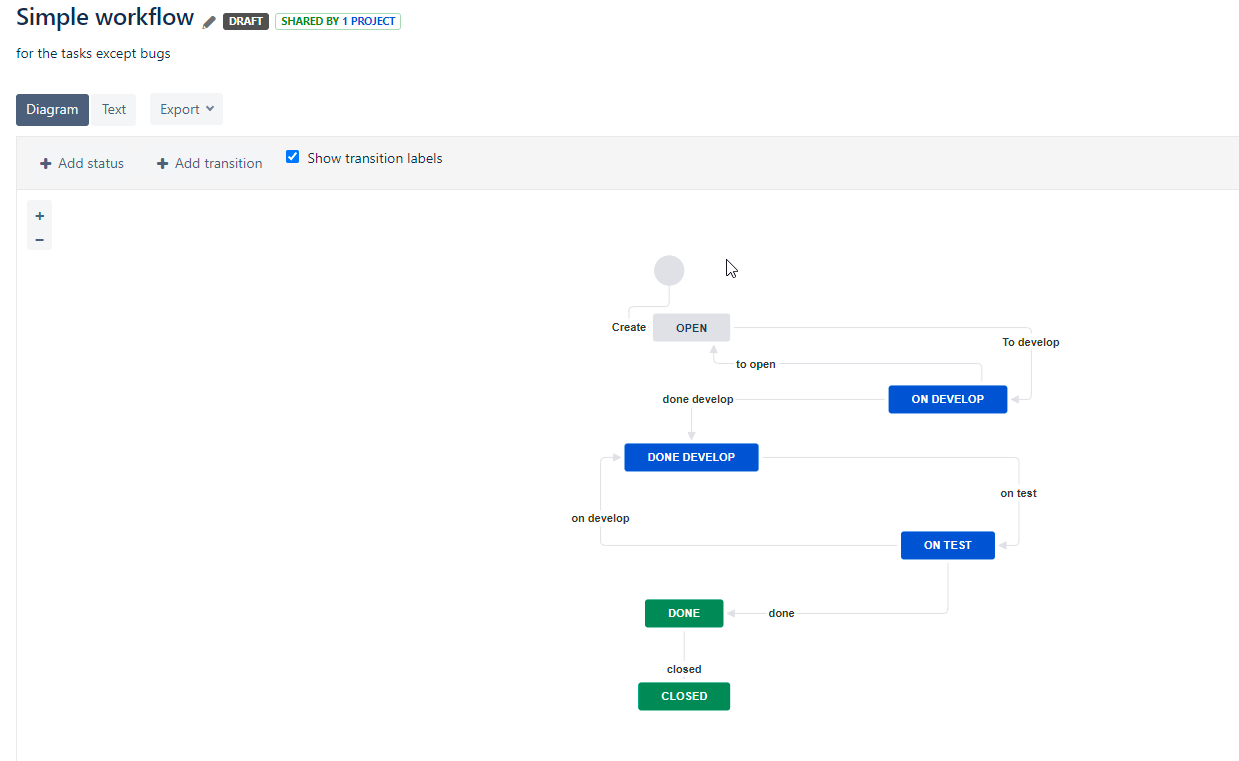 Simple workflow DRAFT SHARED BY 1 PROJECT
for the tasks except bugs
Diagram Text Export
+ Add status + Add transition Show transition labels
+
−
Create OPEN
To develop
to open
done develop ON DEVELOP
DONE DEVELOP
on test
on develop
ON TEST
DONE done
closed
CLOSED